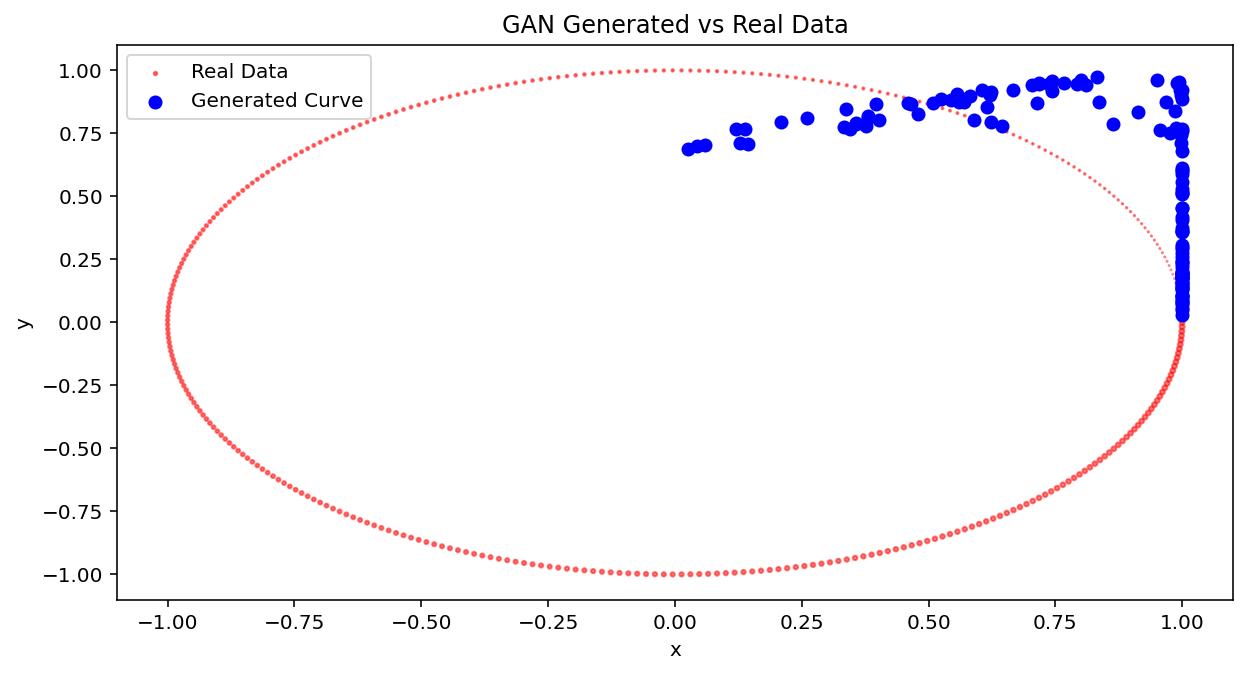 GAN Generated vs Real Data
Real Data
Generated Curve
1.00
0.75
0.50
0.25
0.00
−0.25
−0.50
−0.75
−1.00
y
−1.00 −0.75 −0.50 −0.25 0.00 0.25 0.50 0.75 1.00
x